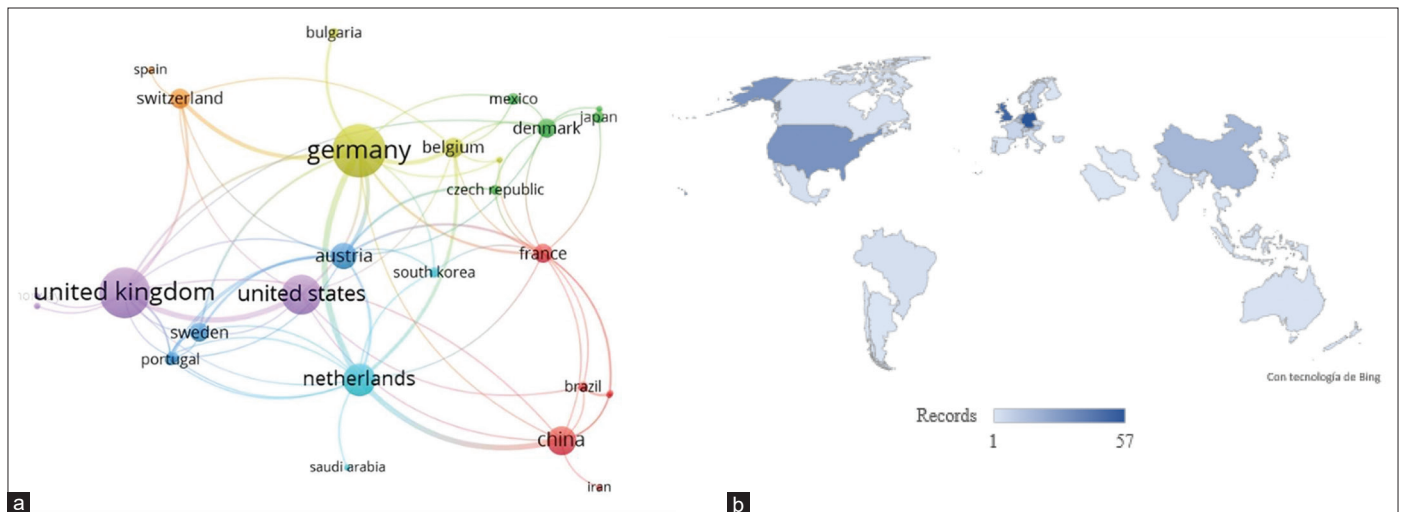 bulgaria
spain
switzerland
mexico
japan
denmark
germany
belgium
czech republic
austria
france
south korea
united kingdom
united states
sweden
portugal
netherlands
brazil
china
saudi arabia
iran
a
Con tecnología de Bing
Records
1
57
b